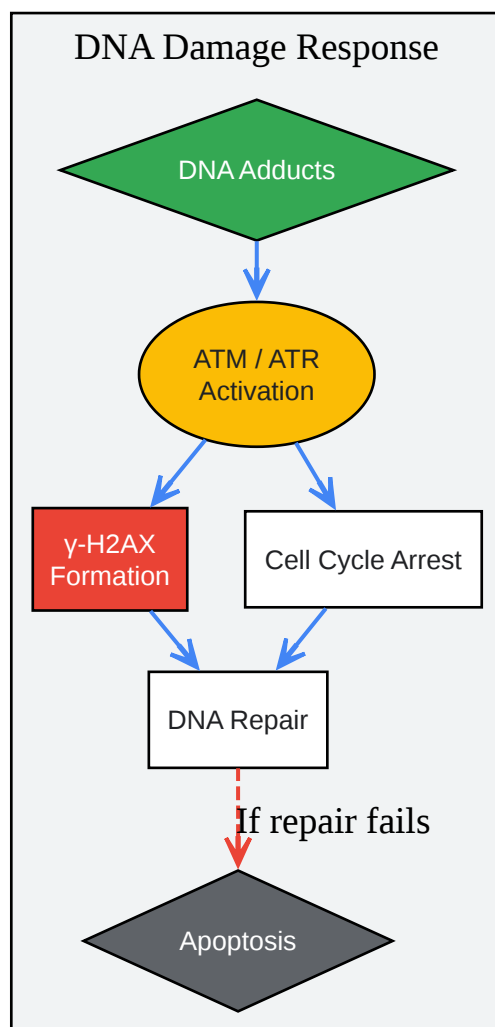 DNA Damage Response
DNA Adducts
ATM / ATR
Activation
γ-H2AX
Formation
Cell Cycle Arrest
DNA Repair
If repair fails
Apoptosis